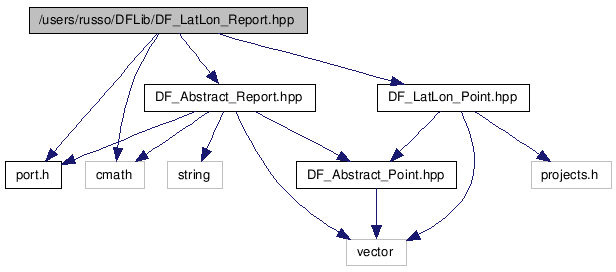 /users/russo/DFLib/DF_LatLon_Report.hpp
DF_Abstract_Report.hpp
DF_LatLon_Point.hpp
port.h
cmath
string
DF_Abstract_Point.hpp
projects.h
vector